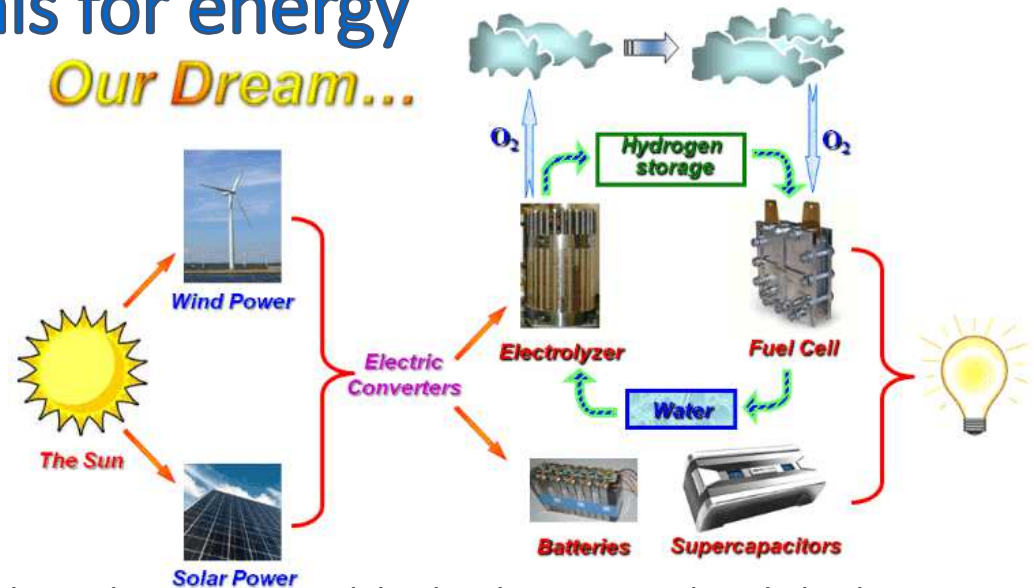 for energy
Our Dream...
O₂
Hydrogen
storage
O₂
Wind Power
Electrolyzer
Fuel Cell
Electric
Converters
Water
The Sun
Batteries
Supercapacitors
Solar Power